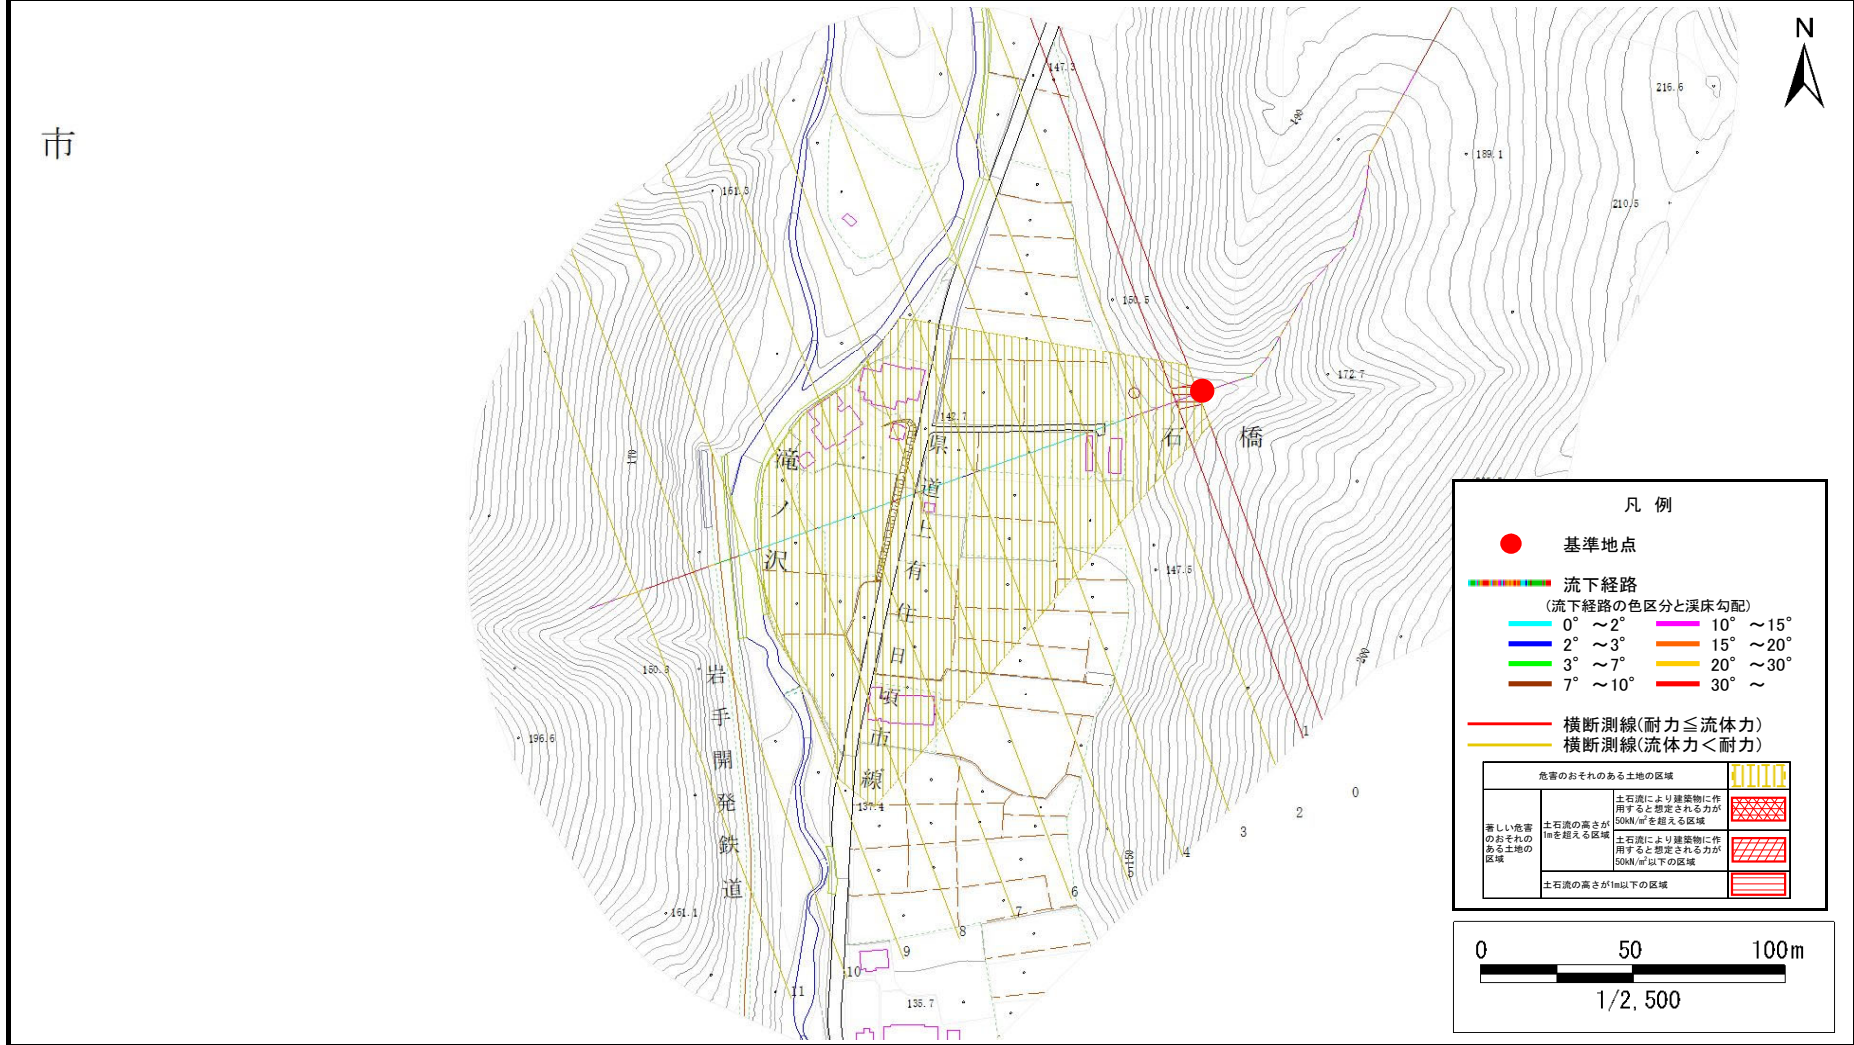 N
市
147.3
216.6
190
189.1
161.3
210.5
150.5
172.7
142.7
石橋
170
滝ノ沢
県道上有住日頃市線
147.5
200
150.3
岩手開発鉄道
196.6
137.4
161.1
135.7
150
0
1
2
3
4
5
6
7
8
9
10
11
凡 例
基準地点
流下経路
(流下経路の色区分と渓床勾配)
0° ～2° 10° ～15°
2° ～3° 15° ～20°
3° ～7° 20° ～30°
7° ～10° 30° ～
横断測線(耐力≦流体力)
横断測線(流体力＜耐力)
危害のおそれのある土地の区域
著しい危害
のおそれの
ある土地の
区域
土石流の高さが
1mを超える区域
土石流により建築物に作
用すると想定される力が
50kN/㎡を超える区域
土石流により建築物に作
用すると想定される力が
50kN/㎡以下の区域
土石流の高さが1m以下の区域
0 50 100m
1/2,500